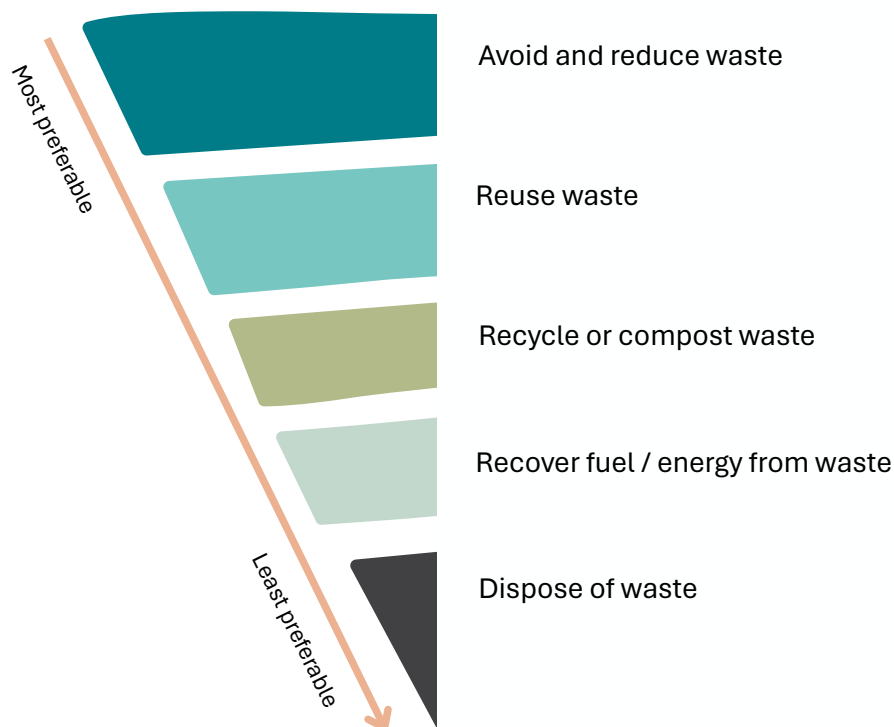 Avoid and reduce waste
Most preferable
Reuse waste
Recycle or compost waste
Recover fuel / energy from waste
Least preferable
Dispose of waste